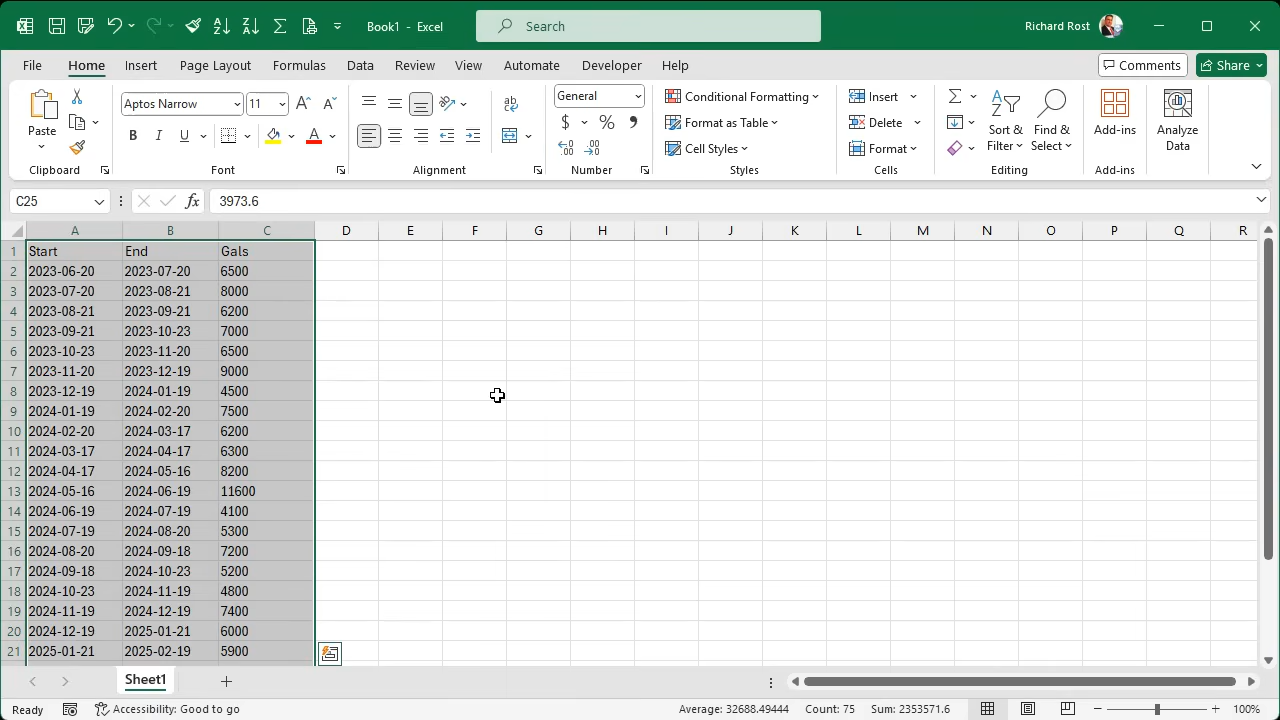 Book1 - Excel
Search
Richard Rost
File Home Insert Page Layout Formulas Data Review View Automate Developer Help
Comments
Share
Paste
Clipboard
Aptos Narrow 11
B I U
Font
ab
Alignment
General
$ % 9
Number
Conditional Formatting
Format as Table
Cell Styles
Styles
Insert
Delete
Format
Cells
Sort & Filter
Find & Select
Editing
Add-ins
Add-ins
Analyze Data
C25 fx 3973.6
A B C D E F G H I J K L M N O P Q R
1 Start End Gals
2 2023-06-20 2023-07-20 6500
3 2023-07-20 2023-08-21 8000
4 2023-08-21 2023-09-21 6200
5 2023-09-21 2023-10-23 7000
6 2023-10-23 2023-11-20 6500
7 2023-11-20 2023-12-19 9000
8 2023-12-19 2024-01-19 4500
9 2024-01-19 2024-02-20 7500
10 2024-02-20 2024-03-17 6200
11 2024-03-17 2024-04-17 6300
12 2024-04-17 2024-05-16 8200
13 2024-05-16 2024-06-19 11600
14 2024-06-19 2024-07-19 4100
15 2024-07-19 2024-08-20 5300
16 2024-08-20 2024-09-18 7200
17 2024-09-18 2024-10-23 5200
18 2024-10-23 2024-11-19 4800
19 2024-11-19 2024-12-19 7400
20 2024-12-19 2025-01-21 6000
21 2025-01-21 2025-02-19 5900
Sheet1
Ready
Accessibility: Good to go
Average: 32688.49444 Count: 75 Sum: 2353571.6
100%